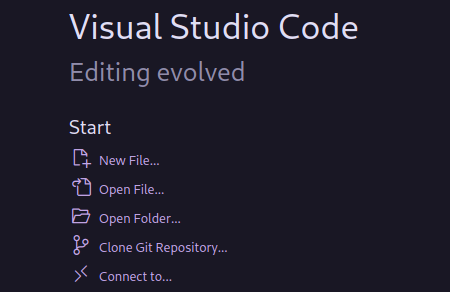 Visual Studio Code
Editing evolved
Start
New File...
Open File...
Open Folder...
Clone Git Repository...
Connect to...